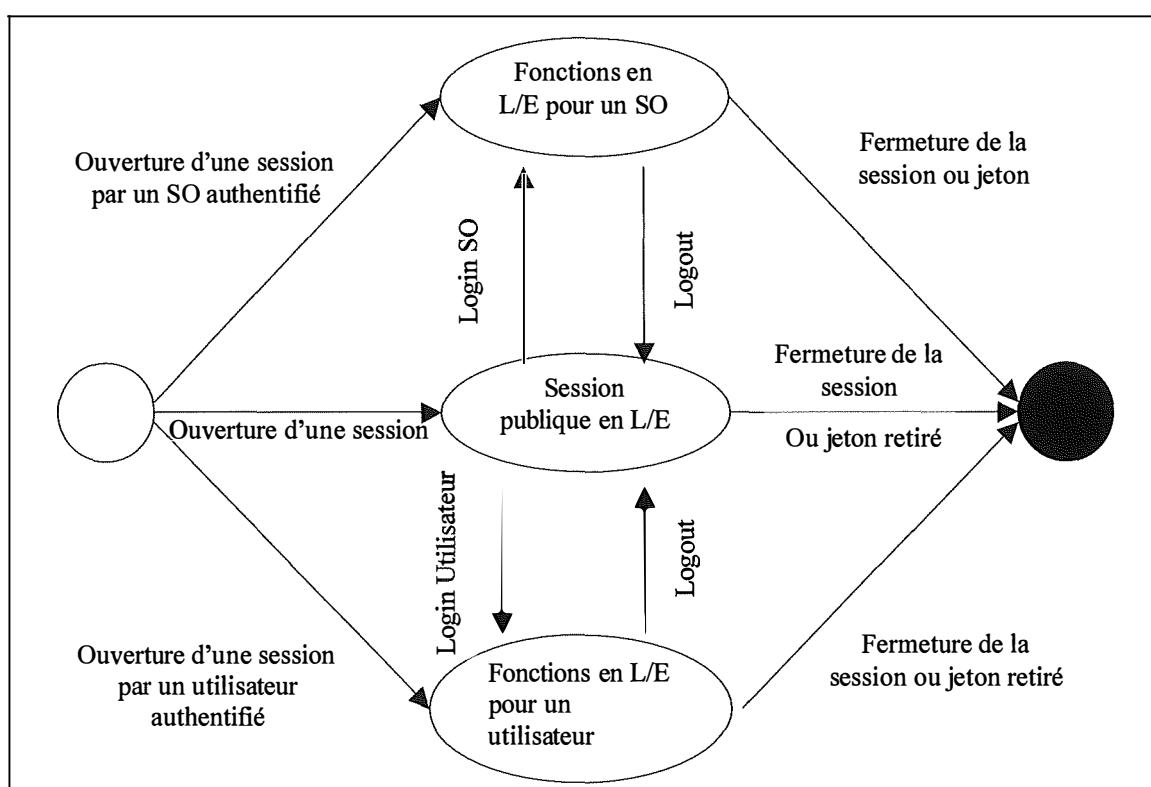 Fonctions en
L/E pour un SO
Ouverture d'une session
par un SO authentifié
Fermeture de la
session ou jeton
Login SO
Logout
Session
publique en L/E
Ouverture d'une session
Fermeture de la
session
Ou jeton retiré
Login Utilisateur
Logout
Ouverture d'une session
par un utilisateur
authentifié
Fonctions en L/E
pour un
utilisateur
Fermeture de la
session ou jeton retiré